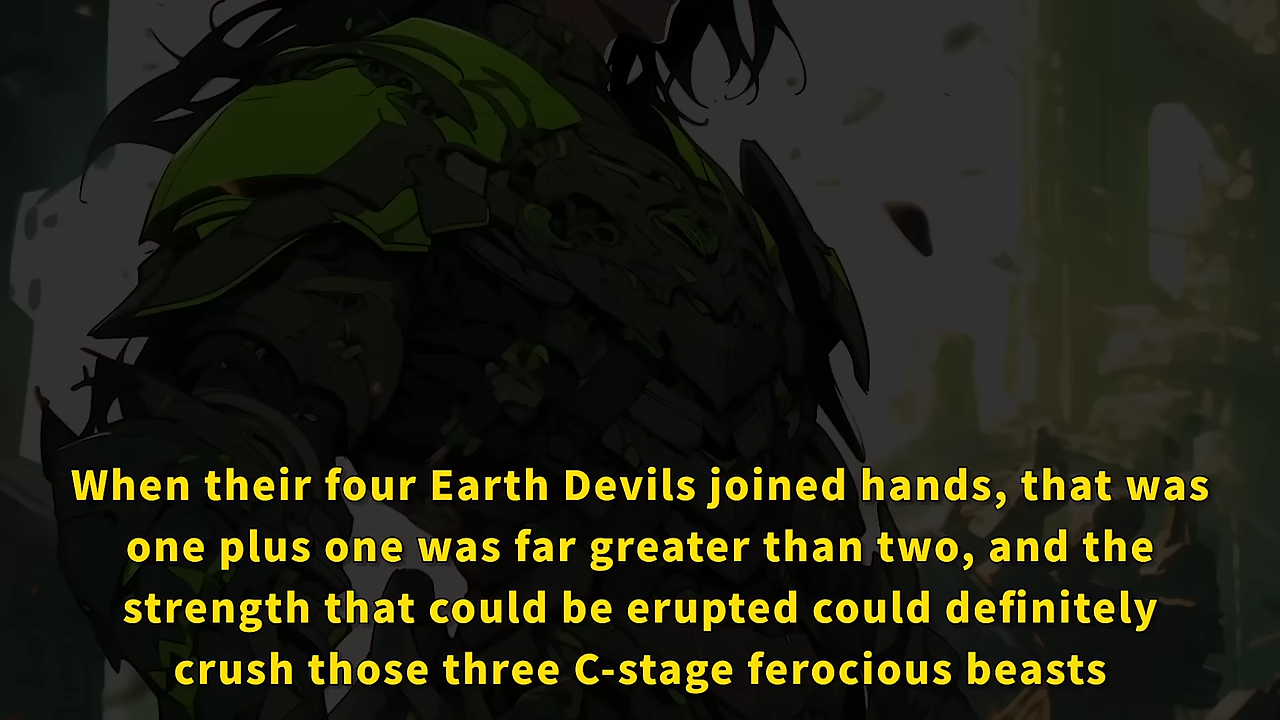 When their four Earth Devils joined hands, that was
one plus one was far greater than two, and the
strength that could be erupted could definitely
crush those three C-stage ferocious beasts